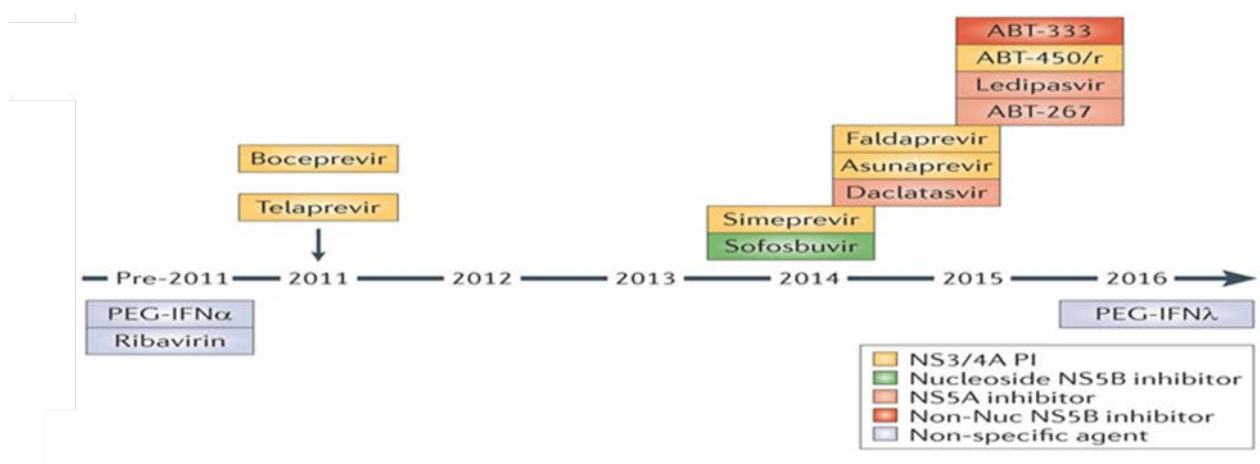 ABT-333
ABT-450/r
Ledipasvir
ABT-267
Faldaprevir
Asunaprevir
Daclatasvir
Boceprevir
Telaprevir
Simeprevir
Sofosbuvir
Pre-2011 2011 2012 2013 2014 2015 2016
PEG-IFNα
Ribavirin
PEG-IFNλ
NS3/4A PI
Nucleoside NS5B inhibitor
NS5A inhibitor
Non-Nuc NS5B inhibitor
Non-specific agent